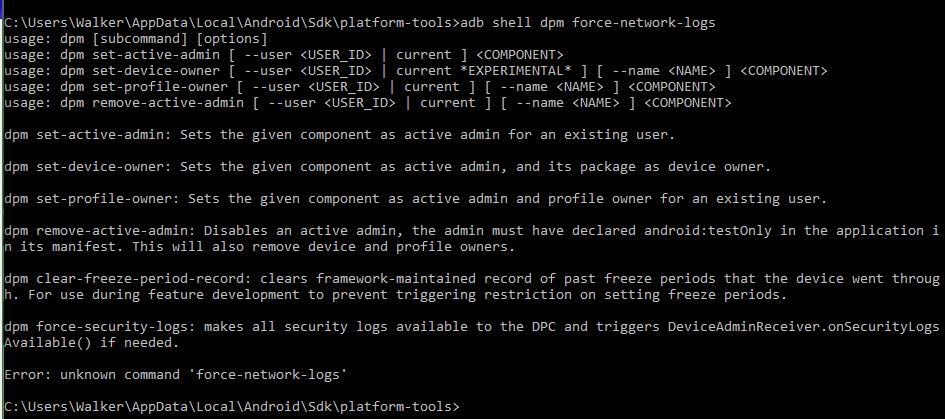 C:\Users\Walker\AppData\Local\Android\Sdk\platform-tools>adb shell dpm force-network-logs
usage: dpm [subcommand] [options]
usage: dpm set-active-admin [ --user <USER_ID> | current ] <COMPONENT>
usage: dpm set-device-owner [ --user <USER_ID> | current *EXPERIMENTAL* ] [ --name <NAME> ] <COMPONENT>
usage: dpm set-profile-owner [ --user <USER_ID> | current ] [ --name <NAME> ] <COMPONENT>
usage: dpm remove-active-admin [ --user <USER_ID> | current ] [ --name <NAME> ] <COMPONENT>
dpm set-active-admin: Sets the given component as active admin for an existing user.
dpm set-device-owner: Sets the given component as active admin, and its package as device owner.
dpm set-profile-owner: Sets the given component as active admin and profile owner for an existing user.
dpm remove-active-admin: Disables an active admin, the admin must have declared android:testOnly in the application i
n its manifest. This will also remove device and profile owners.
dpm clear-freeze-period-record: clears framework-maintained record of past freeze periods that the device went throug
h. For use during feature development to prevent triggering restriction on setting freeze periods.
dpm force-security-logs: makes all security logs available to the DPC and triggers DeviceAdminReceiver.onSecurityLogs
Available() if needed.
Error: unknown command 'force-network-logs'
C:\Users\Walker\AppData\Local\Android\Sdk\platform-tools>